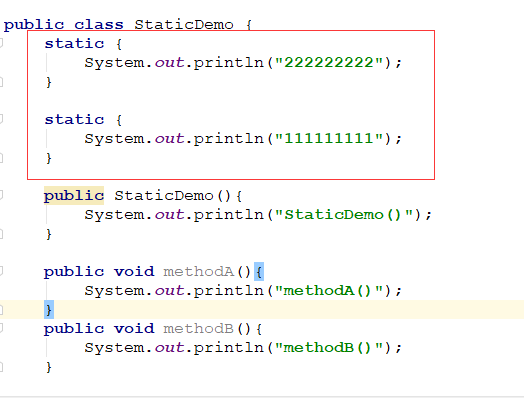 public class StaticDemo {
    static {
        System.out.println("222222222");
    }
    static {
        System.out.println("111111111");
    }
    public StaticDemo(){
        System.out.println("StaticDemo()");
    }
    public void methodA(){
        System.out.println("methodA()");
    }
    public void methodB(){
        System.out.println("methodB()");
    }